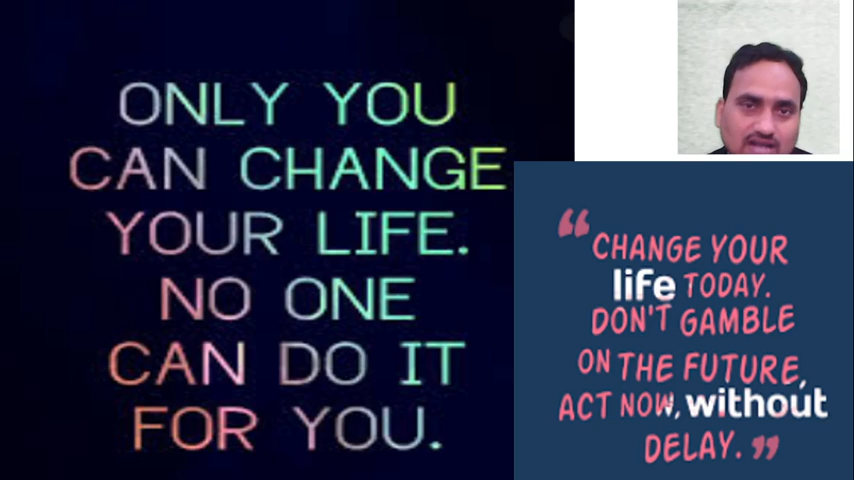 ONLY YOU
CAN CHANGE
YOUR LIFE.
NO ONE
CAN DO IT
FOR YOU.
“CHANGE YOUR
life TODAY.
DON'T GAMBLE
ON THE FUTURE,
ACT NOW, without
DELAY.”